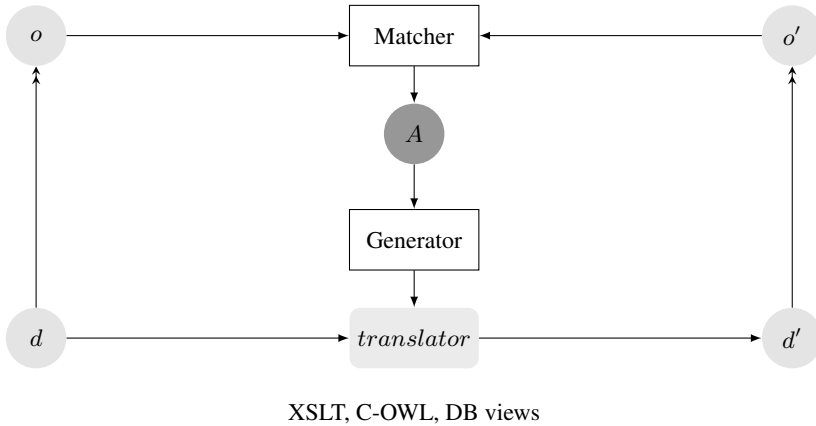 o
Matcher
o′
A
Generator
d
translator
d′
XSLT, C-OWL, DB views